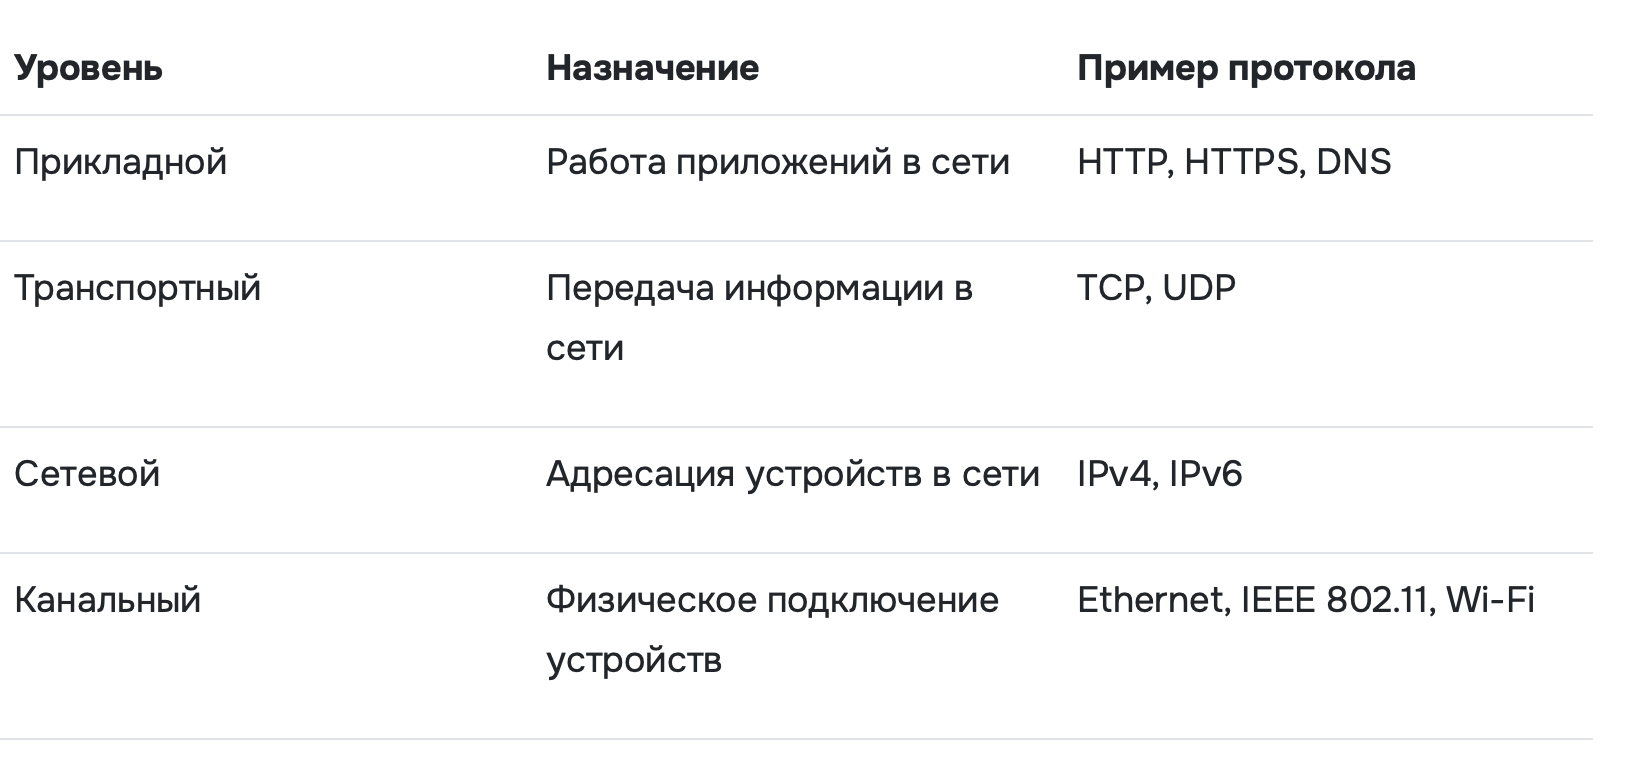 Уровень Назначение Пример протокола
Прикладной Работа приложений в сети HTTP, HTTPS, DNS
Транспортный Передача информации в TCP, UDP
сети
Сетевой Адресация устройств в сети IPv4, IPv6
Канальный Физическое подключение Ethernet, IEEE 802.11, Wi-Fi
устройств